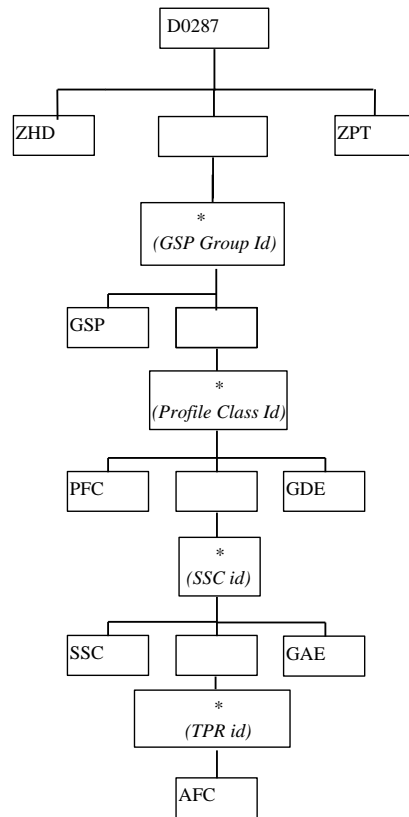 D0287
ZHD
ZPT
*
(GSP Group Id)
GSP
*
(Profile Class Id)
PFC
GDE
*
(SSC id)
SSC
GAE
*
(TPR id)
AFC